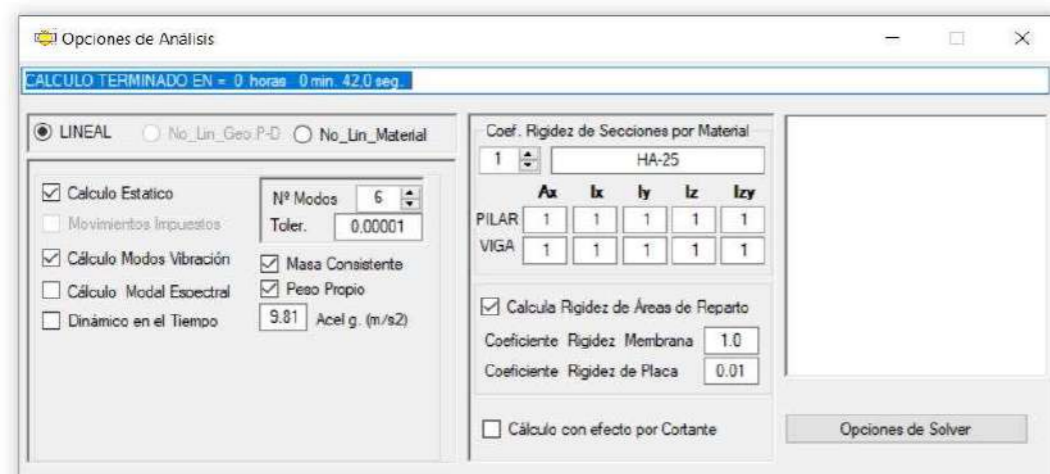 Opciones de Análisis
CALCULO TERMINADO EN = 0 horas 0 min. 42,0 seg.
LINEAL No_Lin_Geo.P-D No_Lin_Material
Calculo Estatico
Movimientos Impuestos
Cálculo Modos Vibración
Cálculo Modal Espectral
Dinámico en el Tiempo
Nº Modos 6
Toler. 0.00001
Masa Consistente
Peso Propio
9.81 Acel g. (m/s2)
Coef. Rigidez de Secciones por Material
1 HA-25
Ax Ix Iy Iz Izy
PILAR 1 1 1 1 1
VIGA 1 1 1 1 1
Calcula Rigidez de Áreas de Reparto
Coeficiente Rigidez Membrana 1.0
Coeficiente Rigidez de Placa 0.01
Cálculo con efecto por Cortante
Opciones de Solver